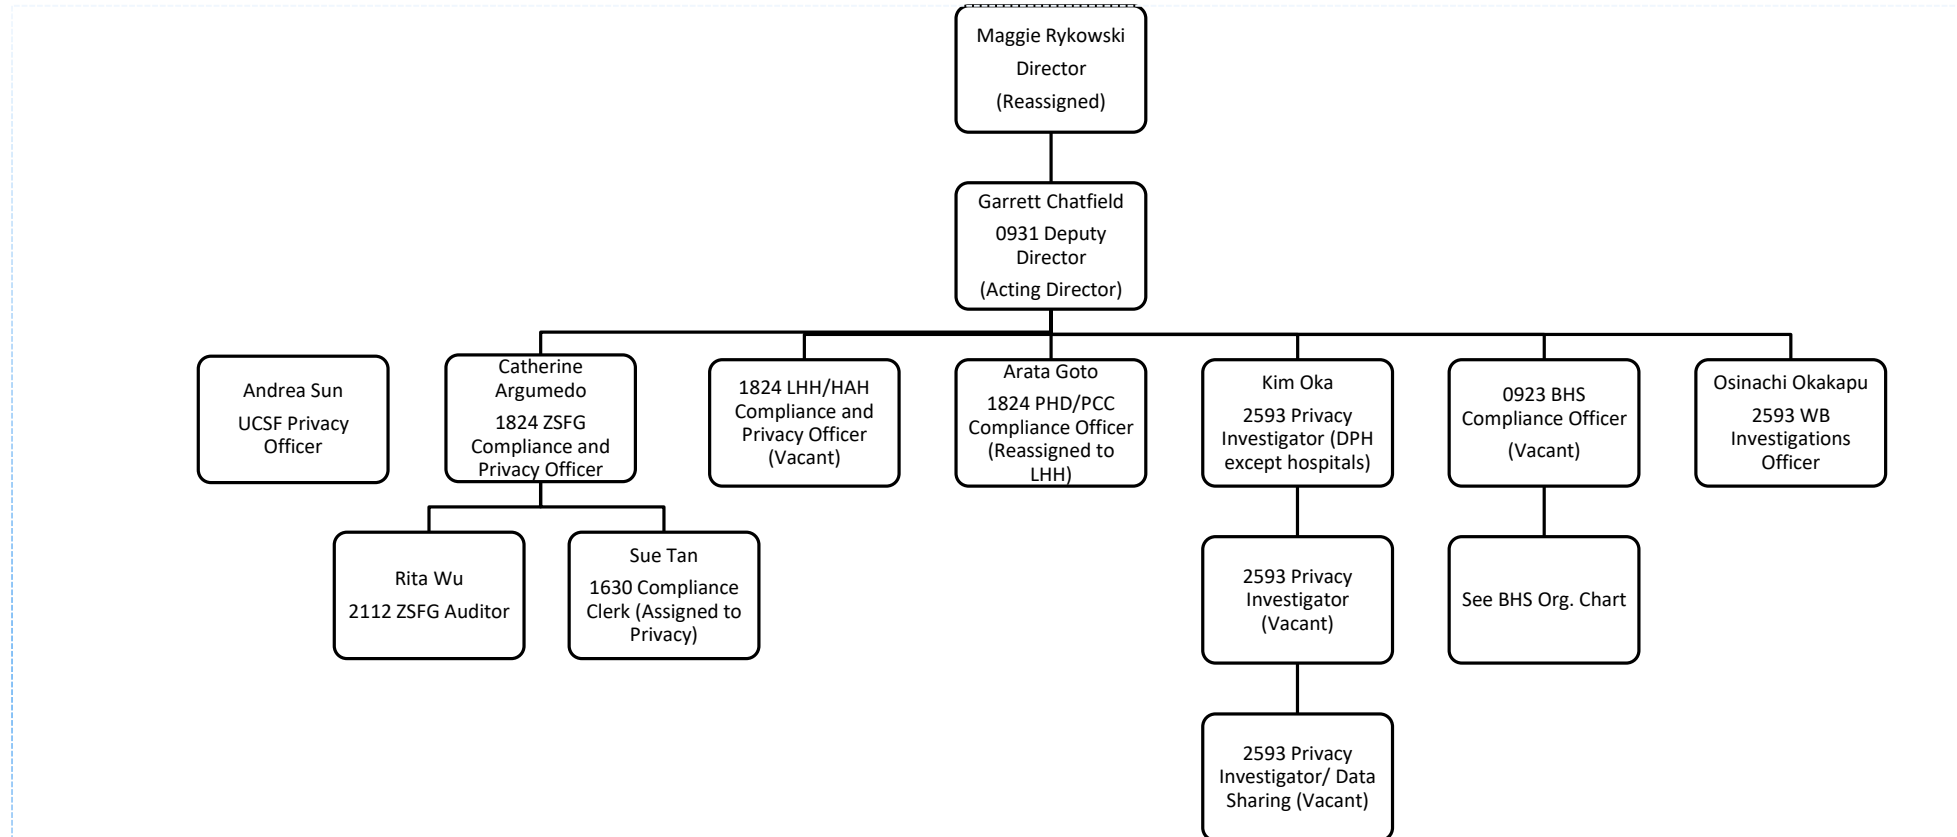 Maggie Rykowski
Director
(Reassigned)
Garrett Chatfield
0931 Deputy
Director
(Acting Director)
Andrea Sun
UCSF Privacy
Officer
Catherine
Argumedo
1824 ZSFG
Compliance and
Privacy Officer
1824 LHH/HAH
Compliance and
Privacy Officer
(Vacant)
Arata Goto
1824 PHD/PCC
Compliance Officer
(Reassigned to
LHH)
Kim Oka
2593 Privacy
Investigator (DPH
except hospitals)
0923 BHS
Compliance Officer
(Vacant)
Osinachi Okakapu
2593 WB
Investigations
Officer
Rita Wu
2112 ZSFG Auditor
Sue Tan
1630 Compliance
Clerk (Assigned to
Privacy)
2593 Privacy
Investigator
(Vacant)
See BHS Org. Chart
2593 Privacy
Investigator/ Data
Sharing (Vacant)